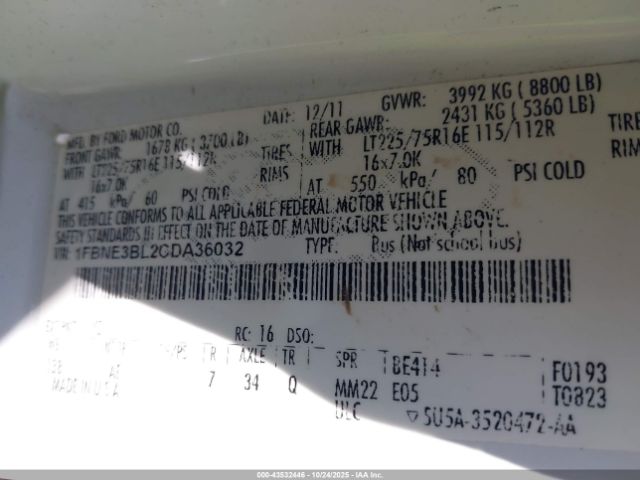 MFG. BY FORD MOTOR CO.
DATE: 12/11 GVWR: 3992 KG ( 8800 LB)
FRONT GAWR: 1678 KG ( 3700 LB)
REAR GAWR: 2431 KG ( 5360 LB)
WITH LT225/75R16E 115/112R TIRES
WITH LT225/75R16E 115/112R TIRE
16x7.0K RIMS
16x7.0K RIM
AT 415 kPa/ 60 PSI COLD
AT 550 kPa/ 80 PSI COLD
THIS VEHICLE CONFORMS TO ALL APPLICABLE FEDERAL MOTOR VEHICLE
SAFETY STANDARDS IN EFFECT ON THE DATE OF MANUFACTURE SHOWN ABOVE.
VIN: 1FBNE3BL2CDA36032 TYPE: Bus (Not school bus)
RC: 16 DSO:
TR AXLE TR SPR BE414 F0193
138 7 34 Q MM22 E05 T0823
MADE IN U.S.A ULC 5U5A-3520472-AA
000-43532446 - 10/24/2025 - IAA Inc.